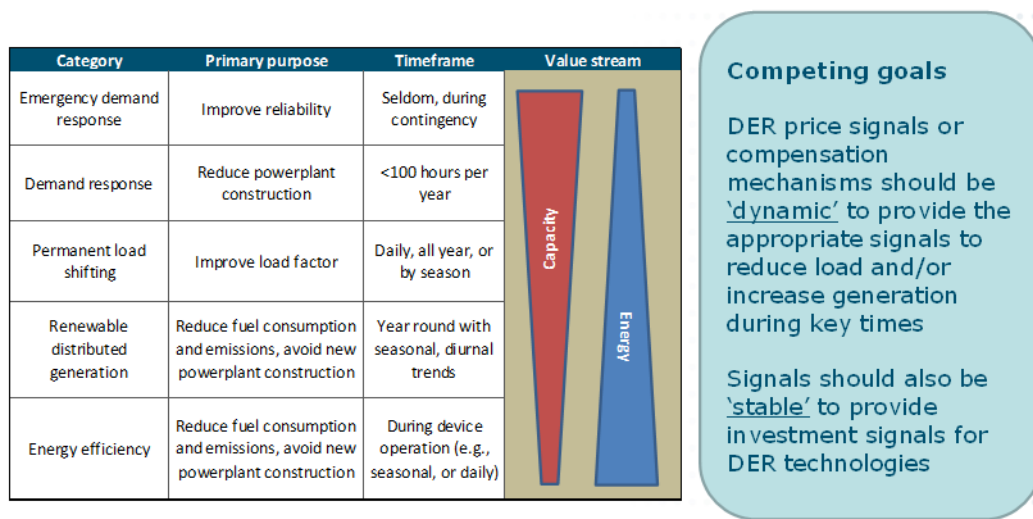 Category Primary purpose Timeframe Value stream
Emergency demand
response
Improve reliability
Seldom, during
contingency
Demand response
Reduce powerplant
construction
<100 hours per
year
Permanent load
shifting
Improve load factor
Daily, all year, or
by season
Renewable
distributed
generation
Reduce fuel consumption
and emissions, avoid new
powerplant construction
Year round with
seasonal, diurnal
trends
Energy efficiency
Reduce fuel consumption
and emissions, avoid new
powerplant construction
During device
operation (e.g.,
seasonal, or daily)
Capacity
Energy
Competing goals
DER price signals or
compensation
mechanisms should be
‘dynamic’ to provide the
appropriate signals to
reduce load and/or
increase generation
during key times
Signals should also be
‘stable’ to provide
investment signals for
DER technologies